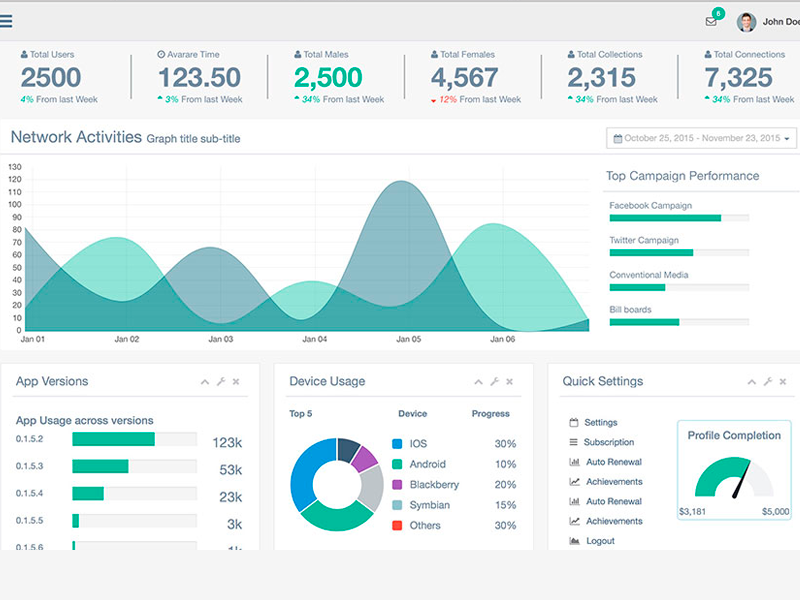 6
John Doe
Total Users
2500
4% From last Week
Avarare Time
123.50
3% From last Week
Total Males
2,500
34% From last Week
Total Females
4,567
12% From last Week
Total Collections
2,315
34% From last Week
Total Connections
7,325
34% From last Week
Network Activities Graph title sub-title
October 25, 2015 - November 23, 2015
130
120
110
100
90
80
70
60
50
40
30
20
10
0
Jan 01 Jan 02 Jan 03 Jan 04 Jan 05 Jan 06
Top Campaign Performance
Facebook Campaign
Twitter Campaign
Conventional Media
Bill boards
App Versions
App Usage across versions
0.1.5.2 123k
0.1.5.3 53k
0.1.5.4 23k
0.1.5.5 3k
0.1.5.6 1k
Device Usage
Top 5 Device Progress
IOS 30%
Android 10%
Blackberry 20%
Symbian 15%
Others 30%
Quick Settings
Settings
Subscription
Auto Renewal
Achievements
Auto Renewal
Achievements
Logout
Profile Completion
$3,181 $5,000